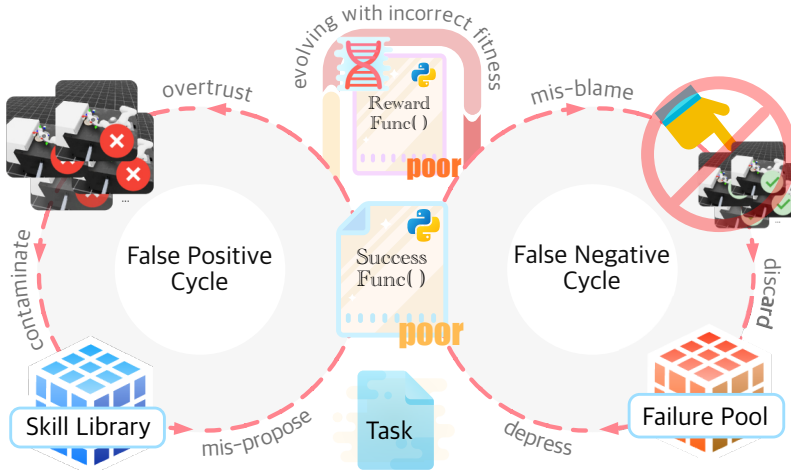 evolving with incorrect fitness
overtrust
mis-blame
Reward
Func( )
poor
False Positive
Cycle
Success
Func( )
poor
False Negative
Cycle
contaminate
discard
...
...
Skill Library
Task
Failure Pool
mis-propose
depress